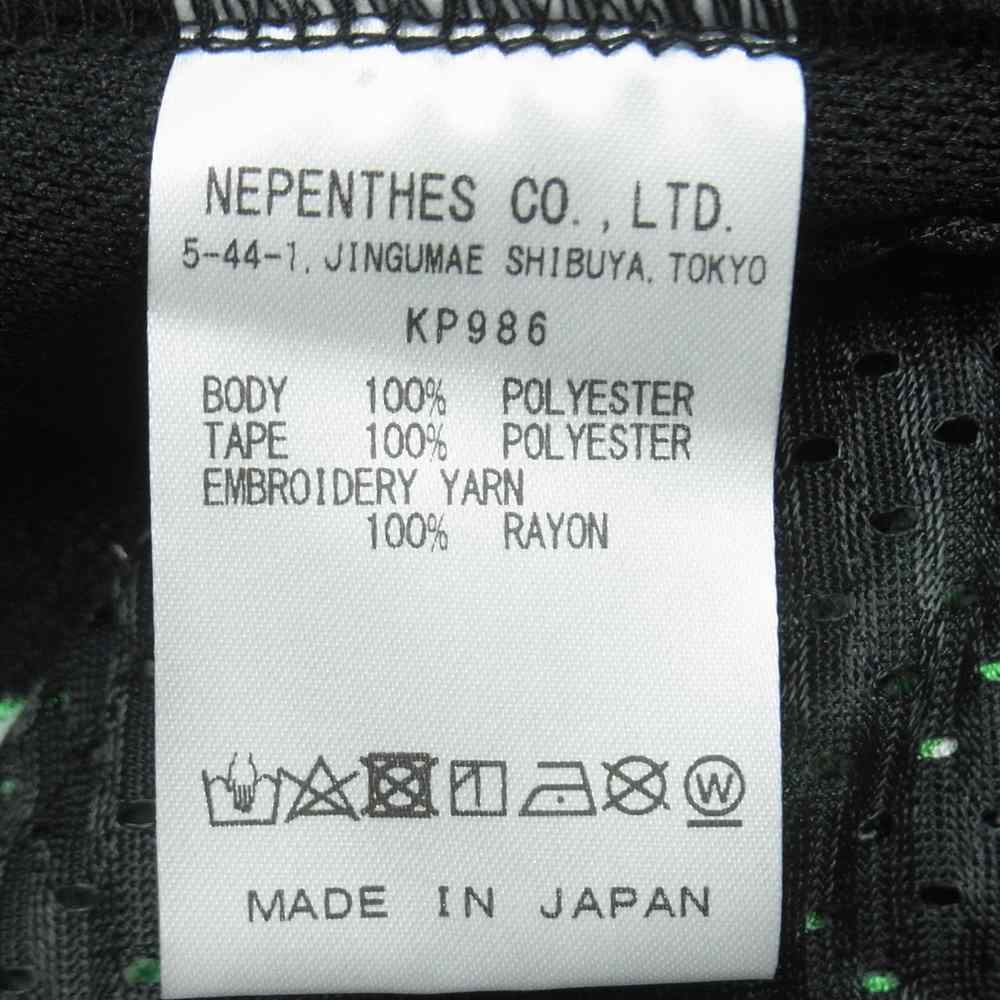 NEPENTHES CO., LTD.
5-44-1, JINGUMAE SHIBUYA, TOKYO
KP986
BODY 100% POLYESTER
TAPE 100% POLYESTER
EMBROIDERY YARN
100% RAYON
W
MADE IN JAPAN